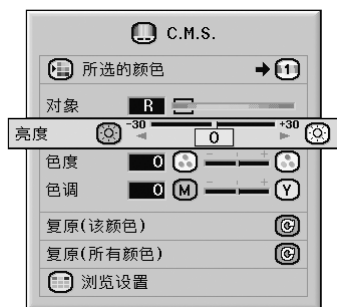 C.M.S.
所选的颜色 1
对象 R
亮度 -30 0 +30
色度 0
色调 0 M Y
复原(该颜色)
复原(所有颜色)
浏览设置